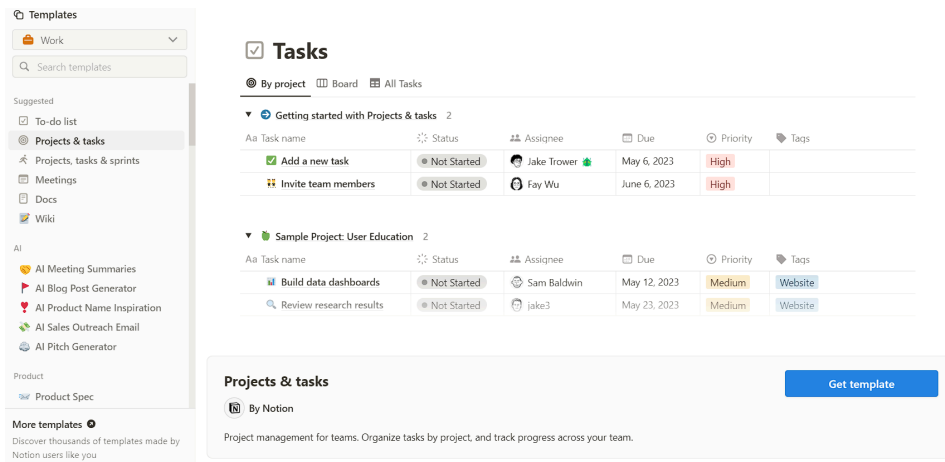 Templates
Work
Search templates
Suggested
To-do list
Projects & tasks
Projects, tasks & sprints
Meetings
Docs
Wiki
AI
AI Meeting Summaries
AI Blog Post Generator
AI Product Name Inspiration
AI Sales Outreach Email
AI Pitch Generator
Product
Product Spec
More templates
Discover thousands of templates made by
Notion users like you
Tasks
By project Board All Tasks
Getting started with Projects & tasks 2
Aa Task name Status Assignee Due Priority Tags
Add a new task Not Started Jake Trower May 6, 2023 High
Invite team members Not Started Fay Wu June 6, 2023 High
Sample Project: User Education 2
Aa Task name Status Assignee Due Priority Tags
Build data dashboards Not Started Sam Baldwin May 12, 2023 Medium Website
Review research results Not Started jake3 May 23, 2023 Medium Website
Projects & tasks
Get template
By Notion
Project management for teams. Organize tasks by project, and track progress across your team.